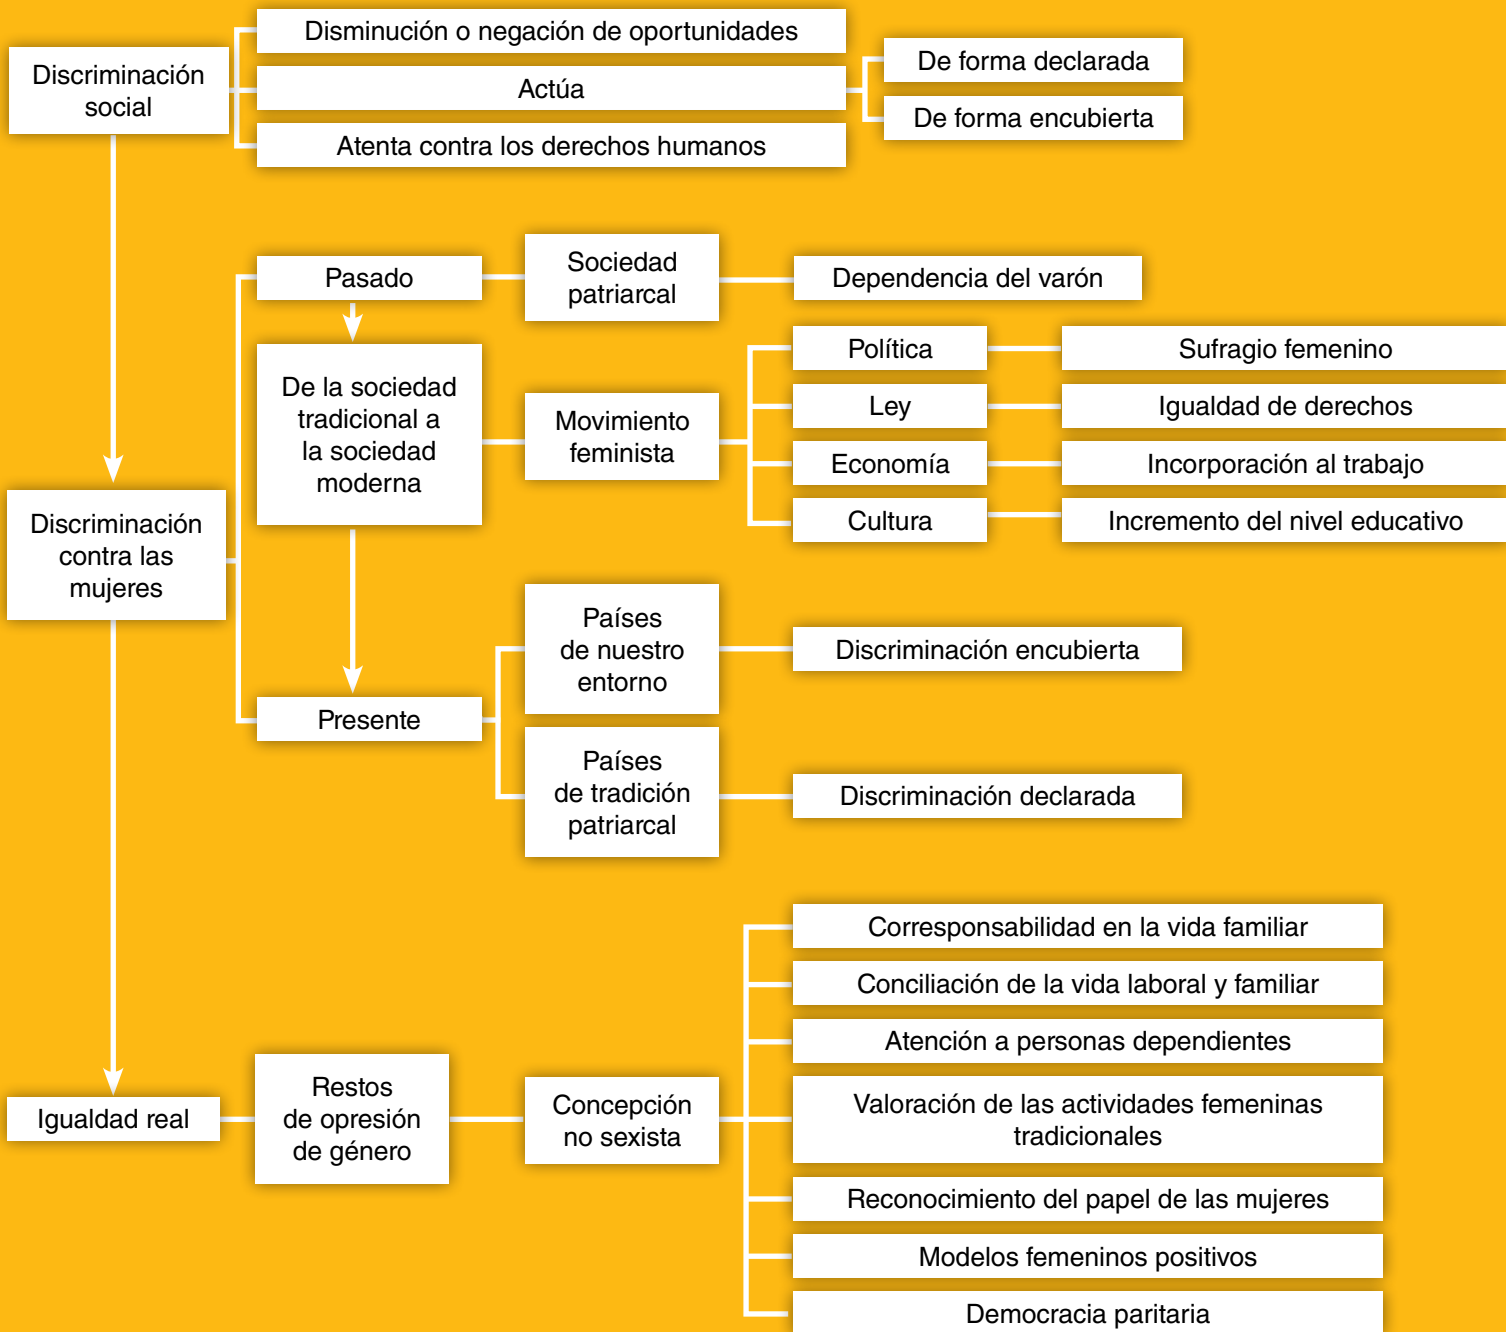 Discriminación
social
Disminución o negación de oportunidades
Actúa
De forma declarada
De forma encubierta
Atenta contra los derechos humanos
Discriminación
contra las
mujeres
Pasado
Sociedad
patriarcal
Dependencia del varón
De la sociedad
tradicional a
la sociedad
moderna
Movimiento
feminista
Política
Sufragio femenino
Ley
Igualdad de derechos
Economía
Incorporación al trabajo
Cultura
Incremento del nivel educativo
Presente
Países
de nuestro
entorno
Discriminación encubierta
Países
de tradición
patriarcal
Discriminación declarada
Igualdad real
Restos
de opresión
de género
Concepción
no sexista
Corresponsabilidad en la vida familiar
Conciliación de la vida laboral y familiar
Atención a personas dependientes
Valoración de las actividades femeninas
tradicionales
Reconocimiento del papel de las mujeres
Modelos femeninos positivos
Democracia paritaria